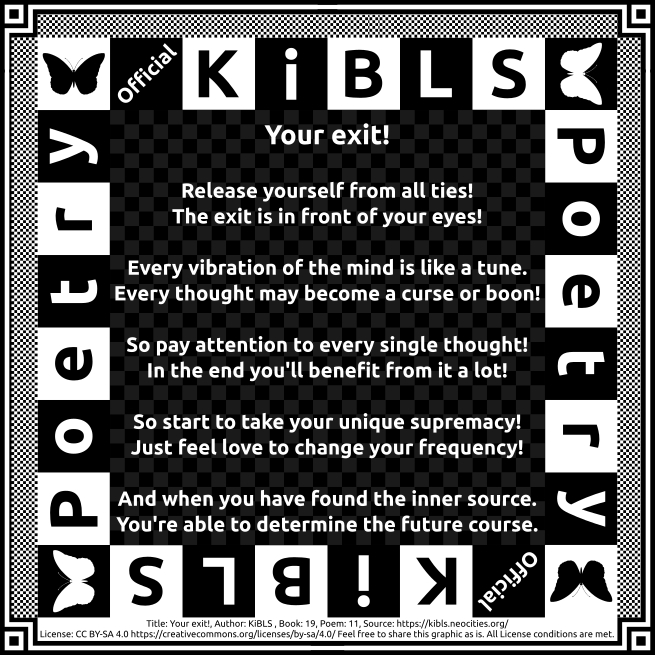 Official KiBLS
Poetry
Poetry
Your exit!
Release yourself from all ties!
The exit is in front of your eyes!
Every vibration of the mind is like a tune.
Every thought may become a curse or boon!
So pay attention to every single thought!
In the end you'll benefit from it a lot!
So start to take your unique supremacy!
Just feel love to change your frequency!
And when you have found the inner source.
You're able to determine the future course.
Official KiBLS
Title: Your exit!, Author: KiBLS , Book: 19, Poem: 11, Source: https://kibls.neocities.org/
License: CC BY-SA 4.0 https://creativecommons.org/licenses/by-sa/4.0/ Feel free to share this graphic as is. All License conditions are met.